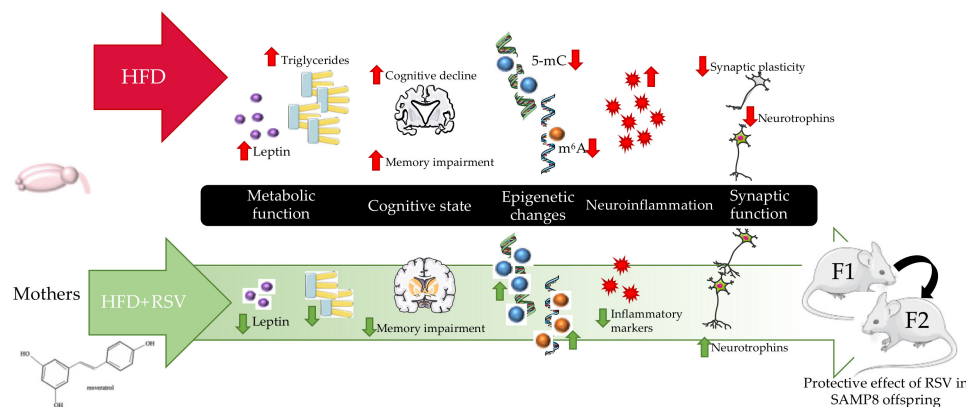 HFD
Triglycerides
Leptin
Cognitive decline
Memory impairment
5-mC
m⁶A
Synaptic plasticity
Neurotrophins
Metabolic
function
Cognitive state
Epigenetic
changes
Neuroinflammation
Synaptic
function
Mothers
HFD+RSV
Leptin
Memory impairment
Inflammatory
markers
Neurotrophins
F1
F2
HO
OH
OH
resveratrol
Protective effect of RSV in
SAMP8 offspring